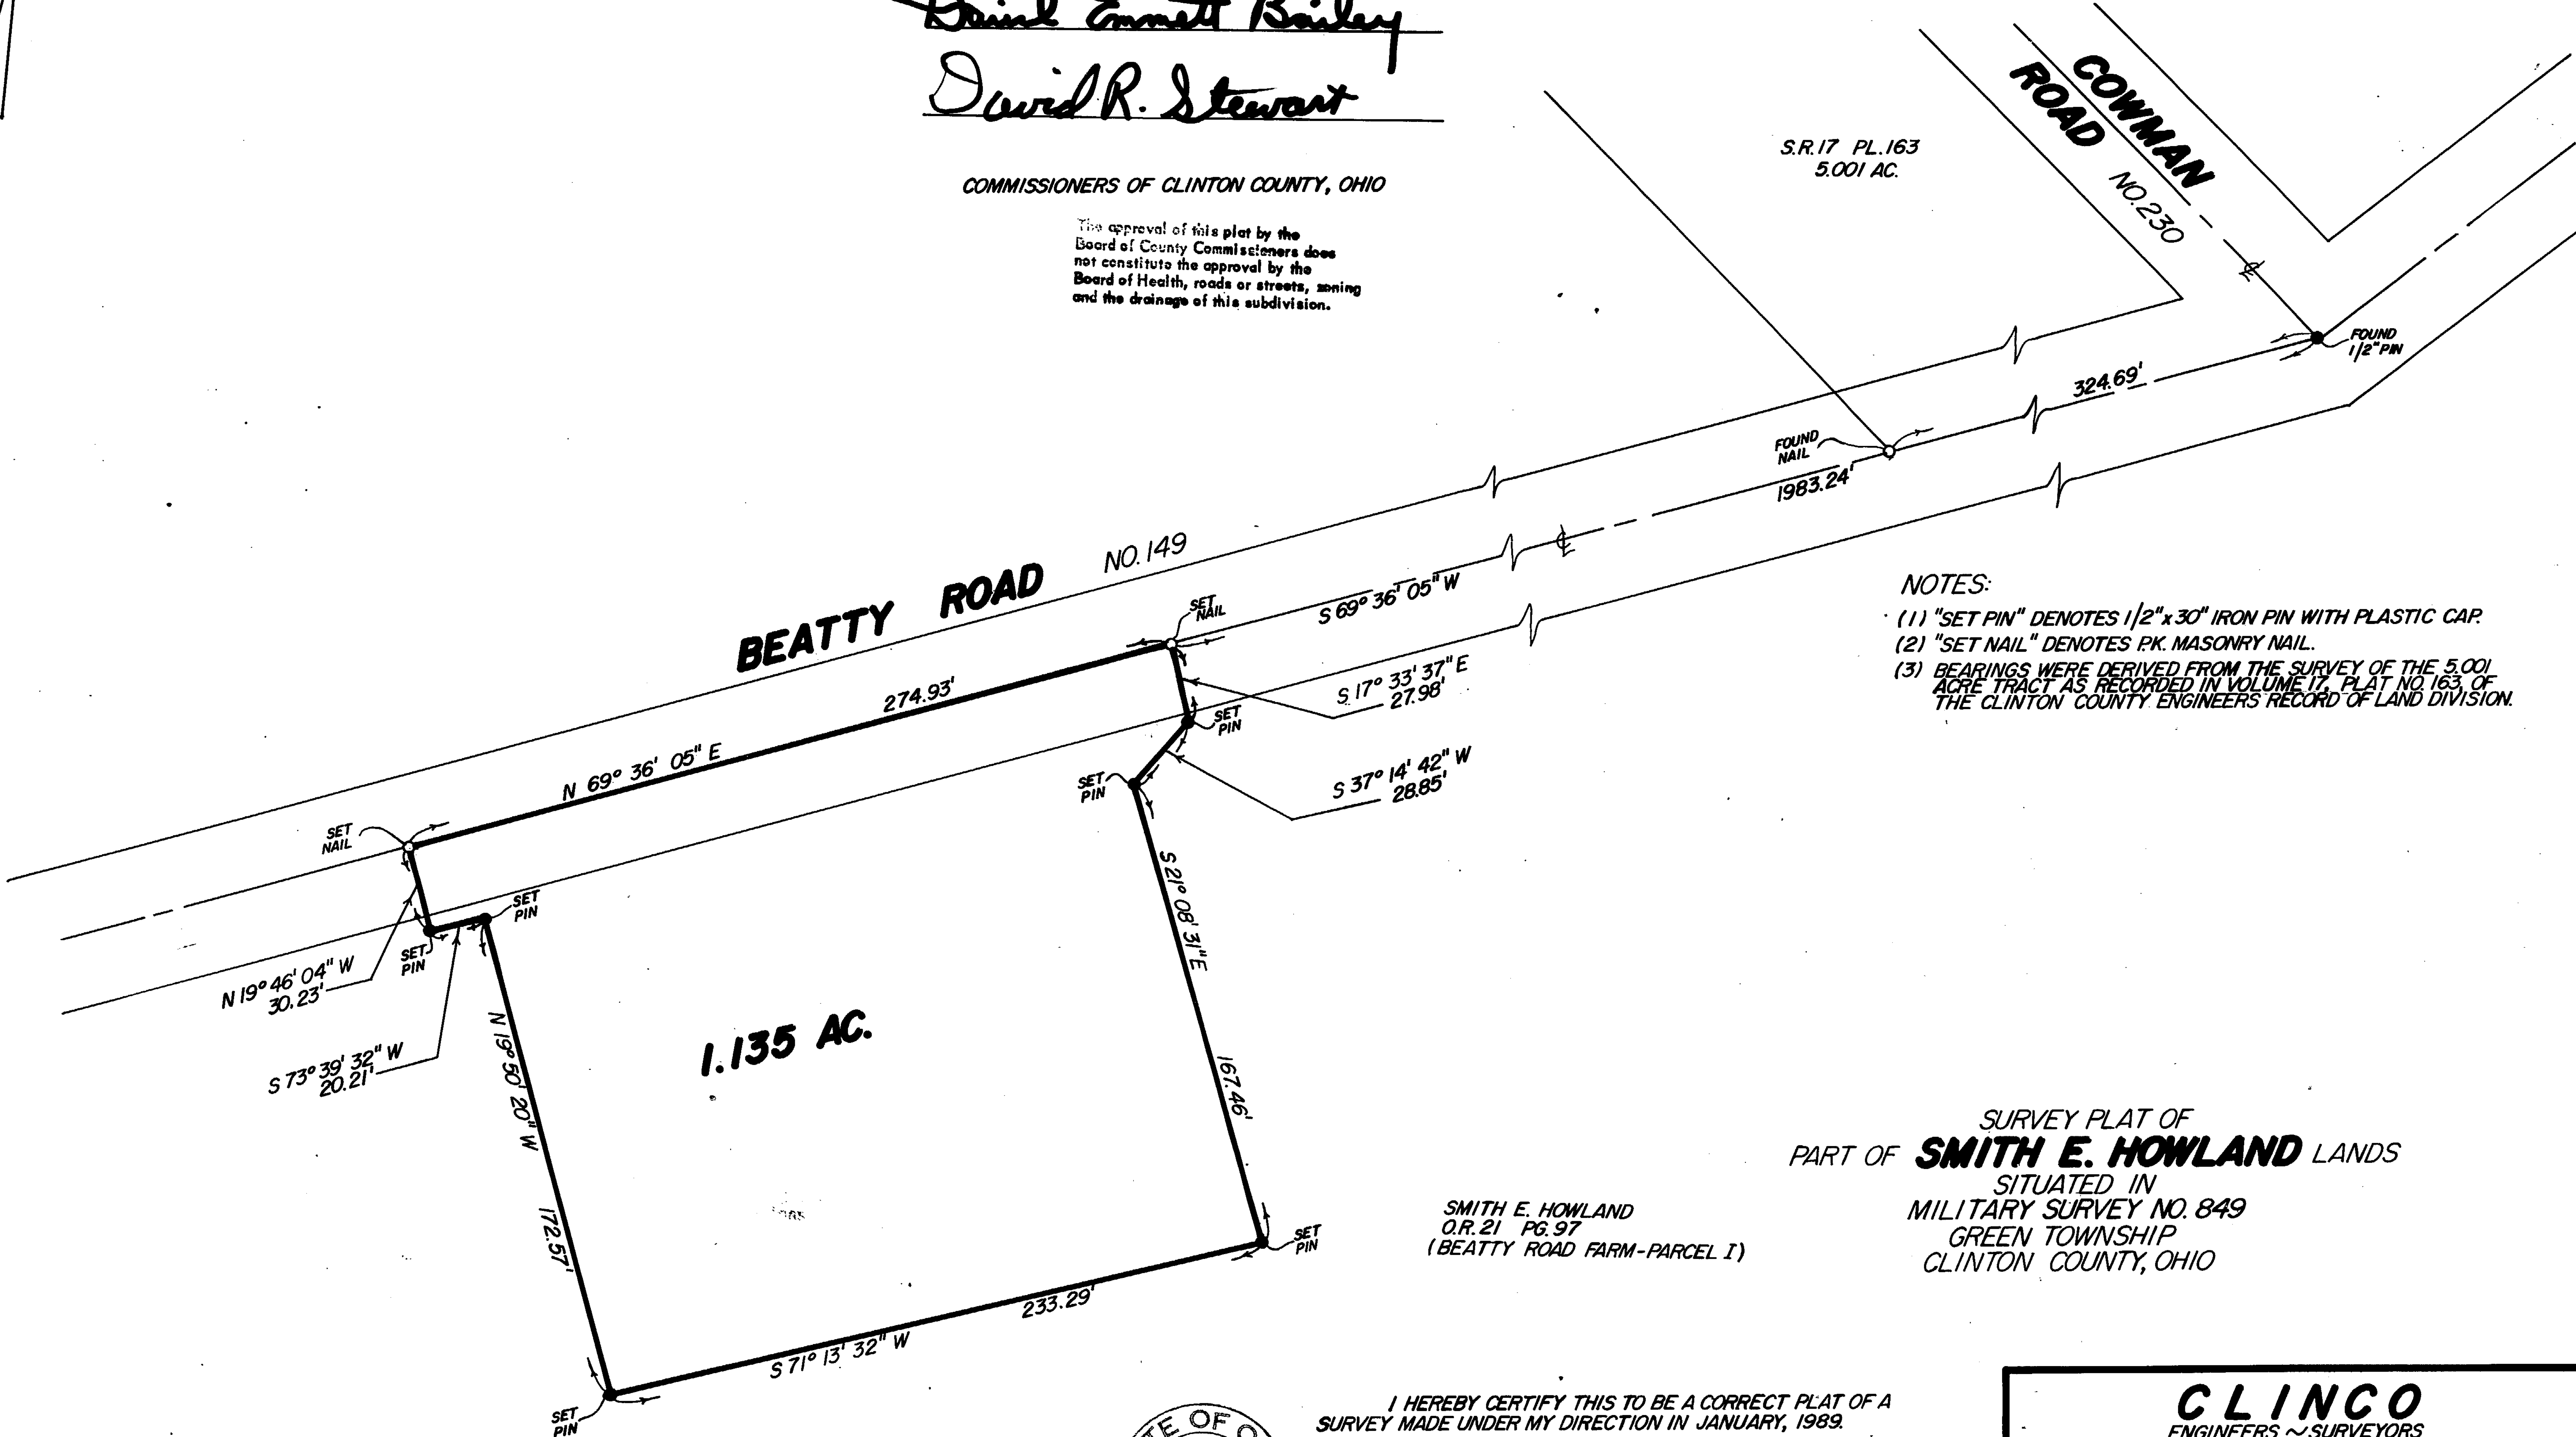 Emmett Bailey
David R. Stewart
COMMISSIONERS OF CLINTON COUNTY, OHIO
The approval of this plat by the
Board of County Commissioners does
not constitute the approval by the
Board of Health, roads or streets, zoning
and the drainage of this subdivision.
S.R. 17 PL. 163
5.001 AC.
COWMAN
ROAD NO. 230
FOUND
1/2" PIN
324.69'
FOUND
NAIL
1983.24'
BEATTY ROAD NO. 149
S 69° 36' 05" W
SET
NAIL
274.93'
N 69° 36' 05" E
S 17° 33' 37" E
27.98'
SET
PIN
S 37° 14' 42" W
28.85'
SET
PIN
SET
NAIL
SET
PIN
SET
PIN
N 19° 46' 04" W
30.23'
S 73° 39' 32" W
20.21'
N 19° 50' 20" W
172.57'
1.135 AC.
S 21° 08' 31" E
167.46'
SET
PIN
233.29'
S 71° 13' 32" W
SET
PIN
NOTES:
(1) "SET PIN" DENOTES 1/2" x 30" IRON PIN WITH PLASTIC CAP.
(2) "SET NAIL" DENOTES P.K. MASONRY NAIL.
(3) BEARINGS WERE DERIVED FROM THE SURVEY OF THE 5.001
ACRE TRACT AS RECORDED IN VOLUME 17, PLAT NO. 163, OF
THE CLINTON COUNTY ENGINEERS RECORD OF LAND DIVISION.
SMITH E. HOWLAND
O.R. 21 PG. 97
(BEATTY ROAD FARM-PARCEL I)
SURVEY PLAT OF
PART OF SMITH E. HOWLAND LANDS
SITUATED IN
MILITARY SURVEY NO. 849
GREEN TOWNSHIP
CLINTON COUNTY, OHIO
I HEREBY CERTIFY THIS TO BE A CORRECT PLAT OF A
SURVEY MADE UNDER MY DIRECTION IN JANUARY, 1989.
OF
CLINCO
ENGINEERS ~ SURVEYORS